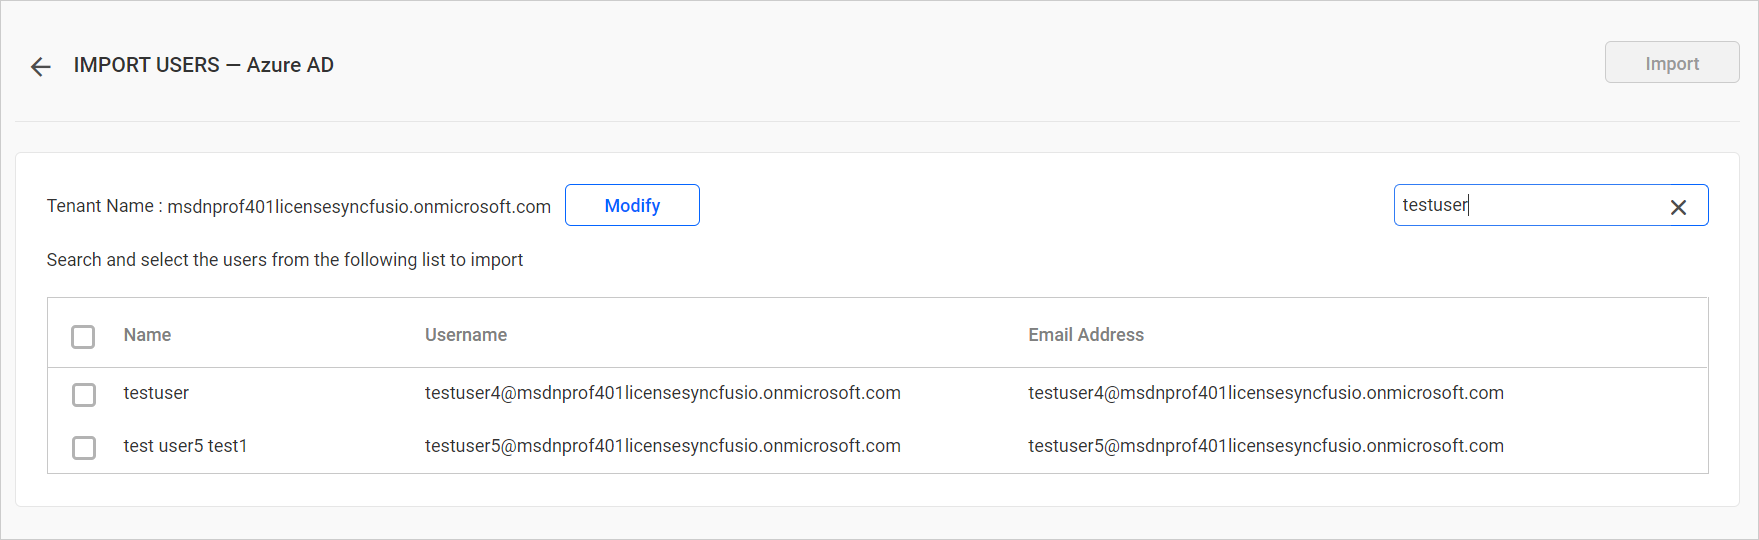 IMPORT USERS — Azure AD
Import
Tenant Name : msdnprof401licensesyncfusio.onmicrosoft.com
Modify
testuser
Search and select the users from the following list to import
Name Username Email Address
testuser testuser4@msdnprof401licensesyncfusio.onmicrosoft.com testuser4@msdnprof401licensesyncfusio.onmicrosoft.com
test user5 test1 testuser5@msdnprof401licensesyncfusio.onmicrosoft.com testuser5@msdnprof401licensesyncfusio.onmicrosoft.com